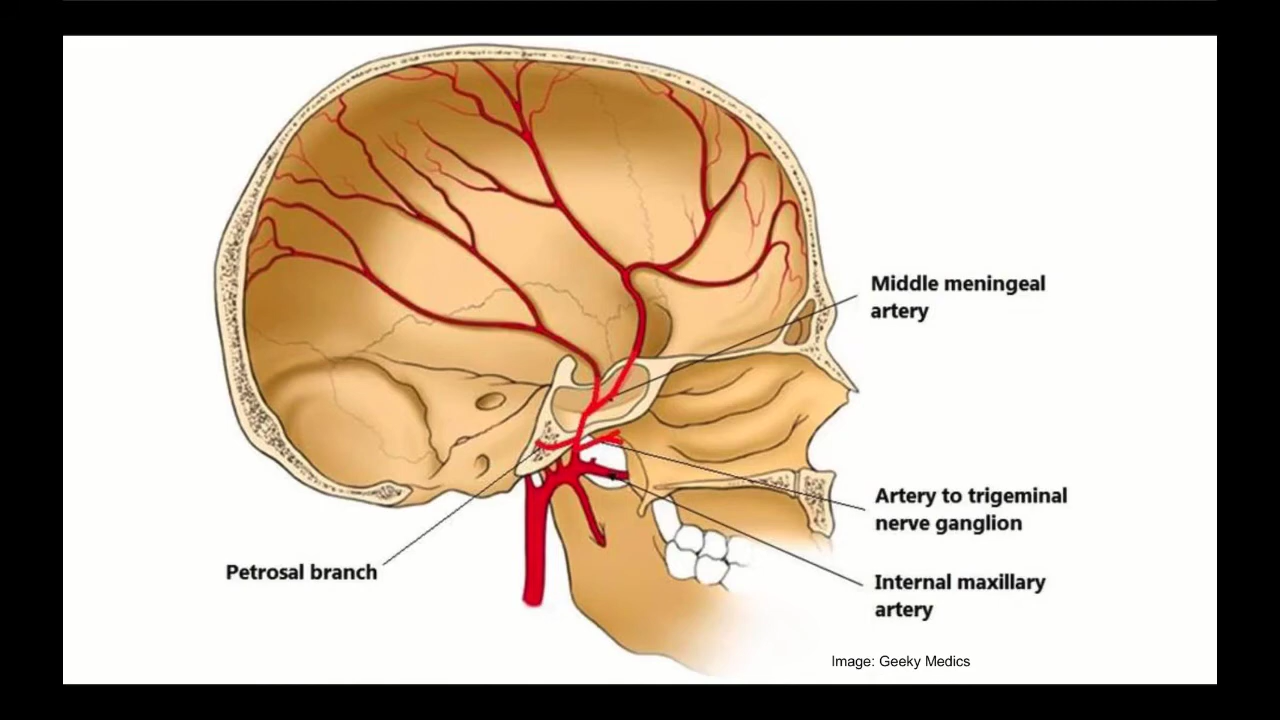 Middle meningeal
artery
Artery to trigeminal
nerve ganglion
Petrosal branch
Internal maxillary
artery
Image: Geeky Medics